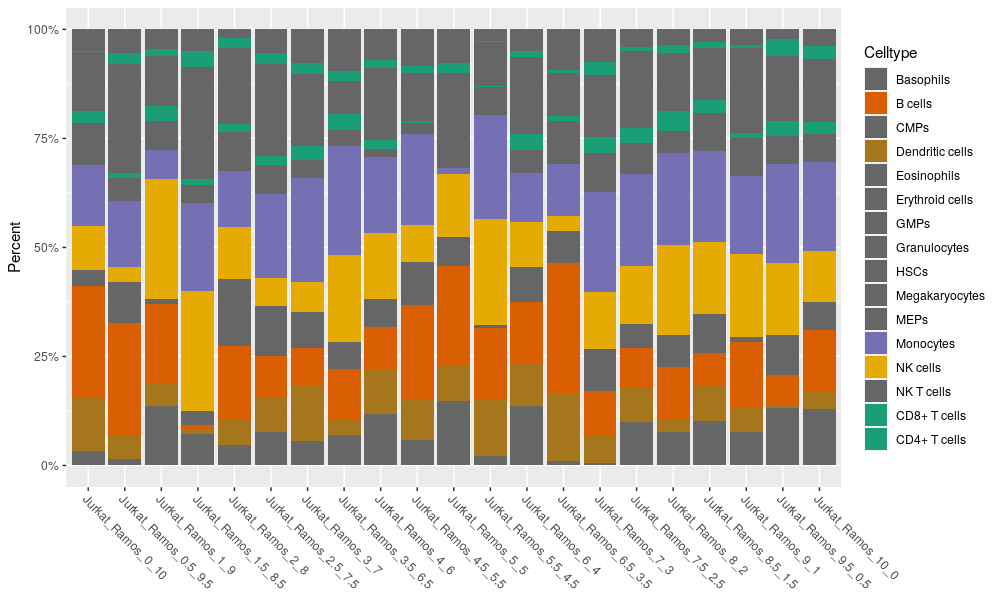 100%
75%
50%
25%
0%
Percent
Jurkat_Ramos_0_10
Jurkat_Ramos_0.5_9.5
Jurkat_Ramos_1_9
Jurkat_Ramos_1.5_8.5
Jurkat_Ramos_2_8
Jurkat_Ramos_2.5_7.5
Jurkat_Ramos_3_7
Jurkat_Ramos_3.5_6.5
Jurkat_Ramos_4_6
Jurkat_Ramos_4.5_5.5
Jurkat_Ramos_5_5
Jurkat_Ramos_5.5_4.5
Jurkat_Ramos_6_4
Jurkat_Ramos_6.5_3.5
Jurkat_Ramos_7_3
Jurkat_Ramos_7.5_2.5
Jurkat_Ramos_8_2
Jurkat_Ramos_8.5_1.5
Jurkat_Ramos_9_1
Jurkat_Ramos_9.5_0.5
Jurkat_Ramos_10_0
Celltype
Basophils
B cells
CMPs
Dendritic cells
Eosinophils
Erythroid cells
GMPs
Granulocytes
HSCs
Megakaryocytes
MEPs
Monocytes
NK cells
NK T cells
CD8+ T cells
CD4+ T cells